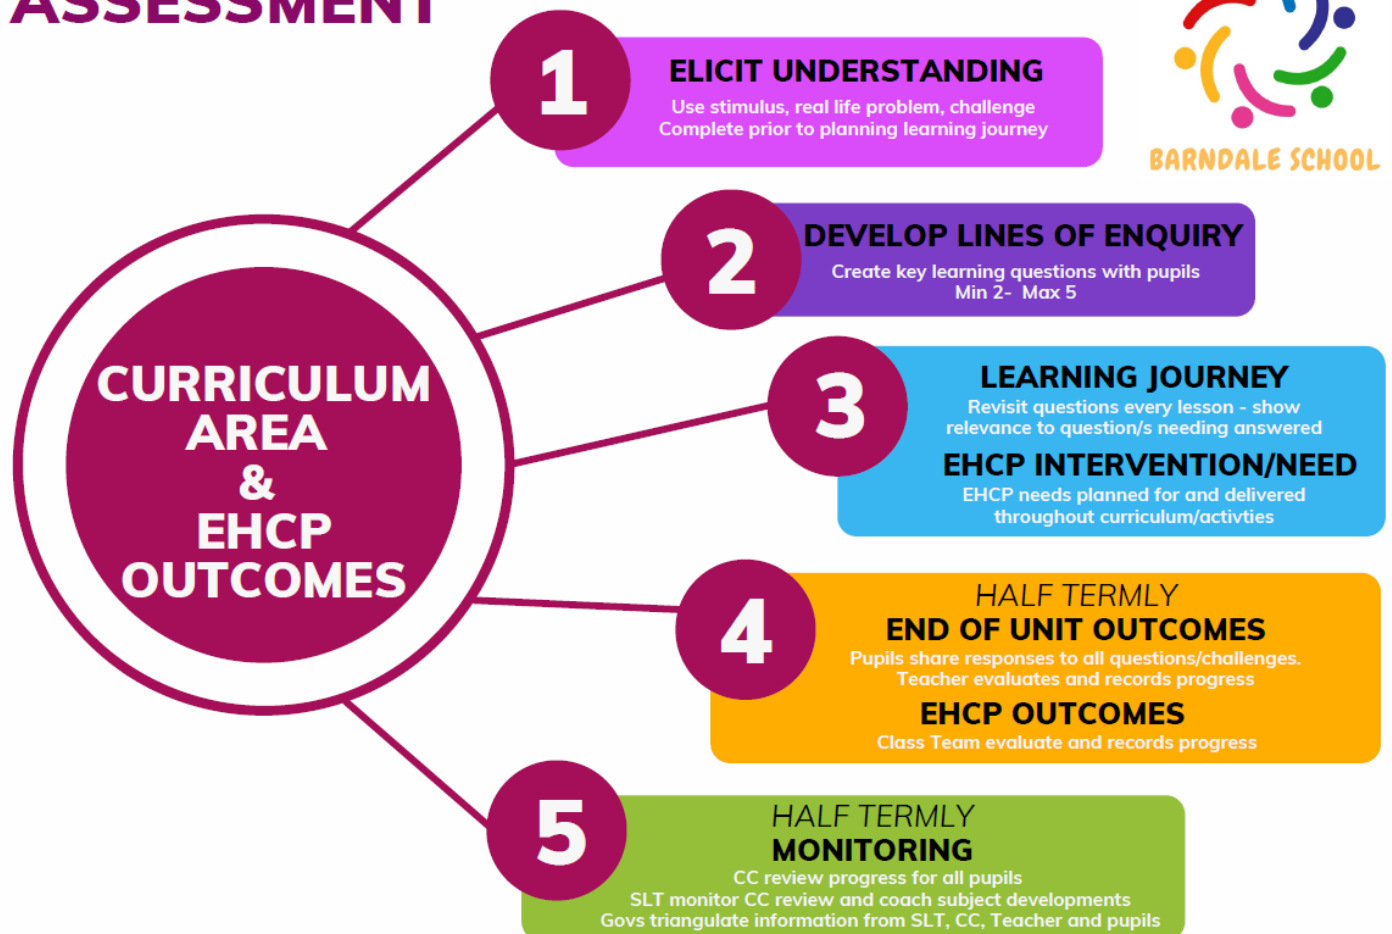 ASSESSMENT
1
ELICIT UNDERSTANDING
Use stimulus, real life problem, challenge
Complete prior to planning learning journey
BARNDALE SCHOOL
2
DEVELOP LINES OF ENQUIRY
Create key learning questions with pupils
Min 2- Max 5
CURRICULUM
AREA
&
EHCP
OUTCOMES
3
LEARNING JOURNEY
Revisit questions every lesson - show
relevance to question/s needing answered
EHCP INTERVENTION/NEED
EHCP needs planned for and delivered
throughout curriculum/activties
4
HALF TERMLY
END OF UNIT OUTCOMES
Pupils share responses to all questions/challenges.
Teacher evaluates and records progress
EHCP OUTCOMES
Class Team evaluate and records progress
5
HALF TERMLY
MONITORING
CC review progress for all pupils
SLT monitor CC review and coach subject developments
Govs triangulate information from SLT, CC, Teacher and pupils